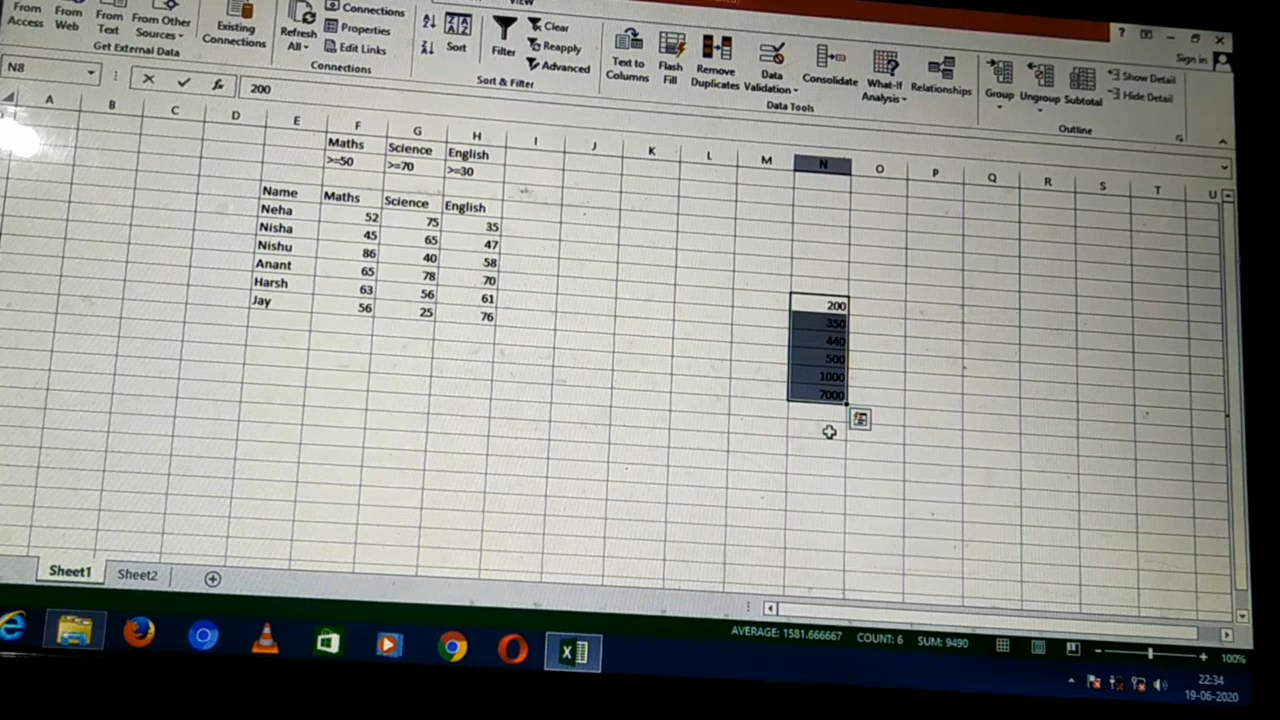 VIEW
? Sign in
From Access
From Web
From Text
From Other Sources
Existing Connections
Refresh All
Connections
Properties
Edit Links
Sort
Filter
Clear
Reapply
Advanced
Text to Columns
Flash Fill
Remove Duplicates
Data Validation
Consolidate
What-If Analysis
Relationships
Group
Ungroup
Subtotal
Show Detail
Hide Detail
Get External Data
Connections
Sort & Filter
Data Tools
Outline
N8 fx 200
A B C D E F G H I J K L M N O P Q R S T U
Maths Science English
>=50 >=70 >=30
Name Maths Science English
Neha 52 75 35
Nisha 45 65 47
Nishu 86 40 58
Anant 65 78 70
Harsh 63 56 61
Jay 56 25 76
200
350
440
500
1000
7000
Sheet1 Sheet2
AVERAGE: 1581.666667 COUNT: 6 SUM: 9490 100%
22:34
19-06-2020